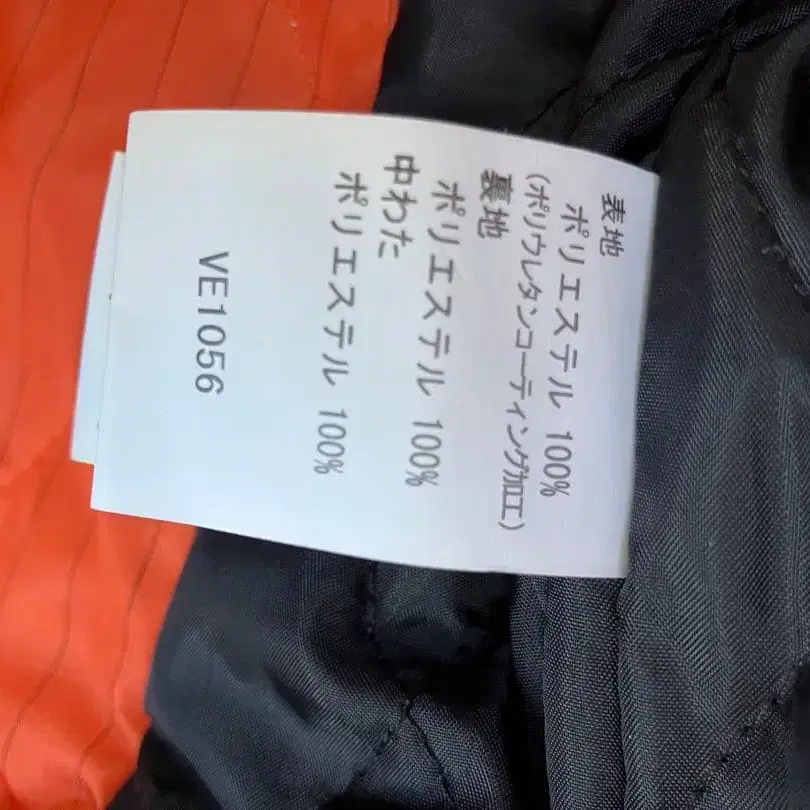 表地
ポリエステル 100%
(ポリウレタンコーティング加工)
裏地
ポリエステル 100%
中わた
ポリエステル 100%
VE1056